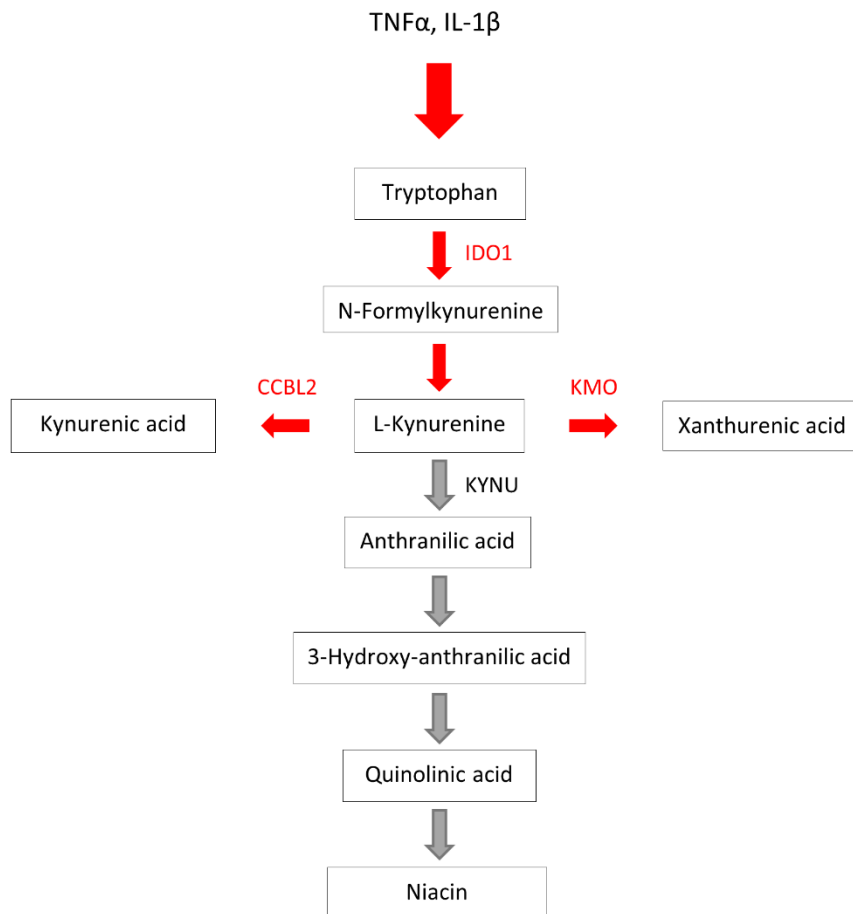 TNFα, IL-1β
Tryptophan
IDO1
N-Formylkynurenine
CCBL2
KMO
Kynurenic acid
L-Kynurenine
Xanthurenic acid
KYNU
Anthranilic acid
3-Hydroxy-anthranilic acid
Quinolinic acid
Niacin